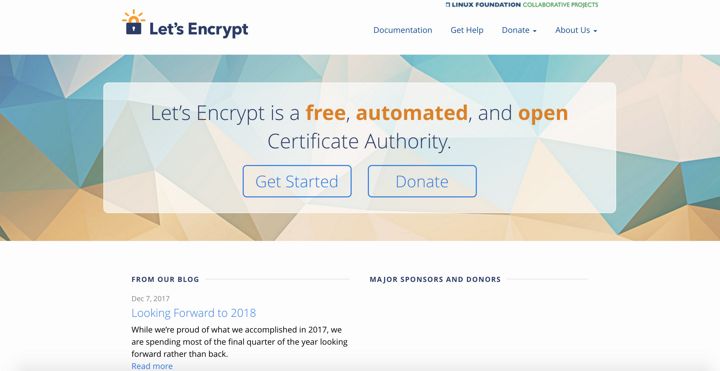 LINUX FOUNDATION COLLABORATIVE PROJECTS
Let's Encrypt
Documentation Get Help Donate About Us
Let's Encrypt is a free, automated, and open
Certificate Authority.
Get Started Donate
FROM OUR BLOG
Dec 7, 2017
Looking Forward to 2018
While we're proud of what we accomplished in 2017, we
are spending most of the final quarter of the year looking
forward rather than back.
Read more
MAJOR SPONSORS AND DONORS